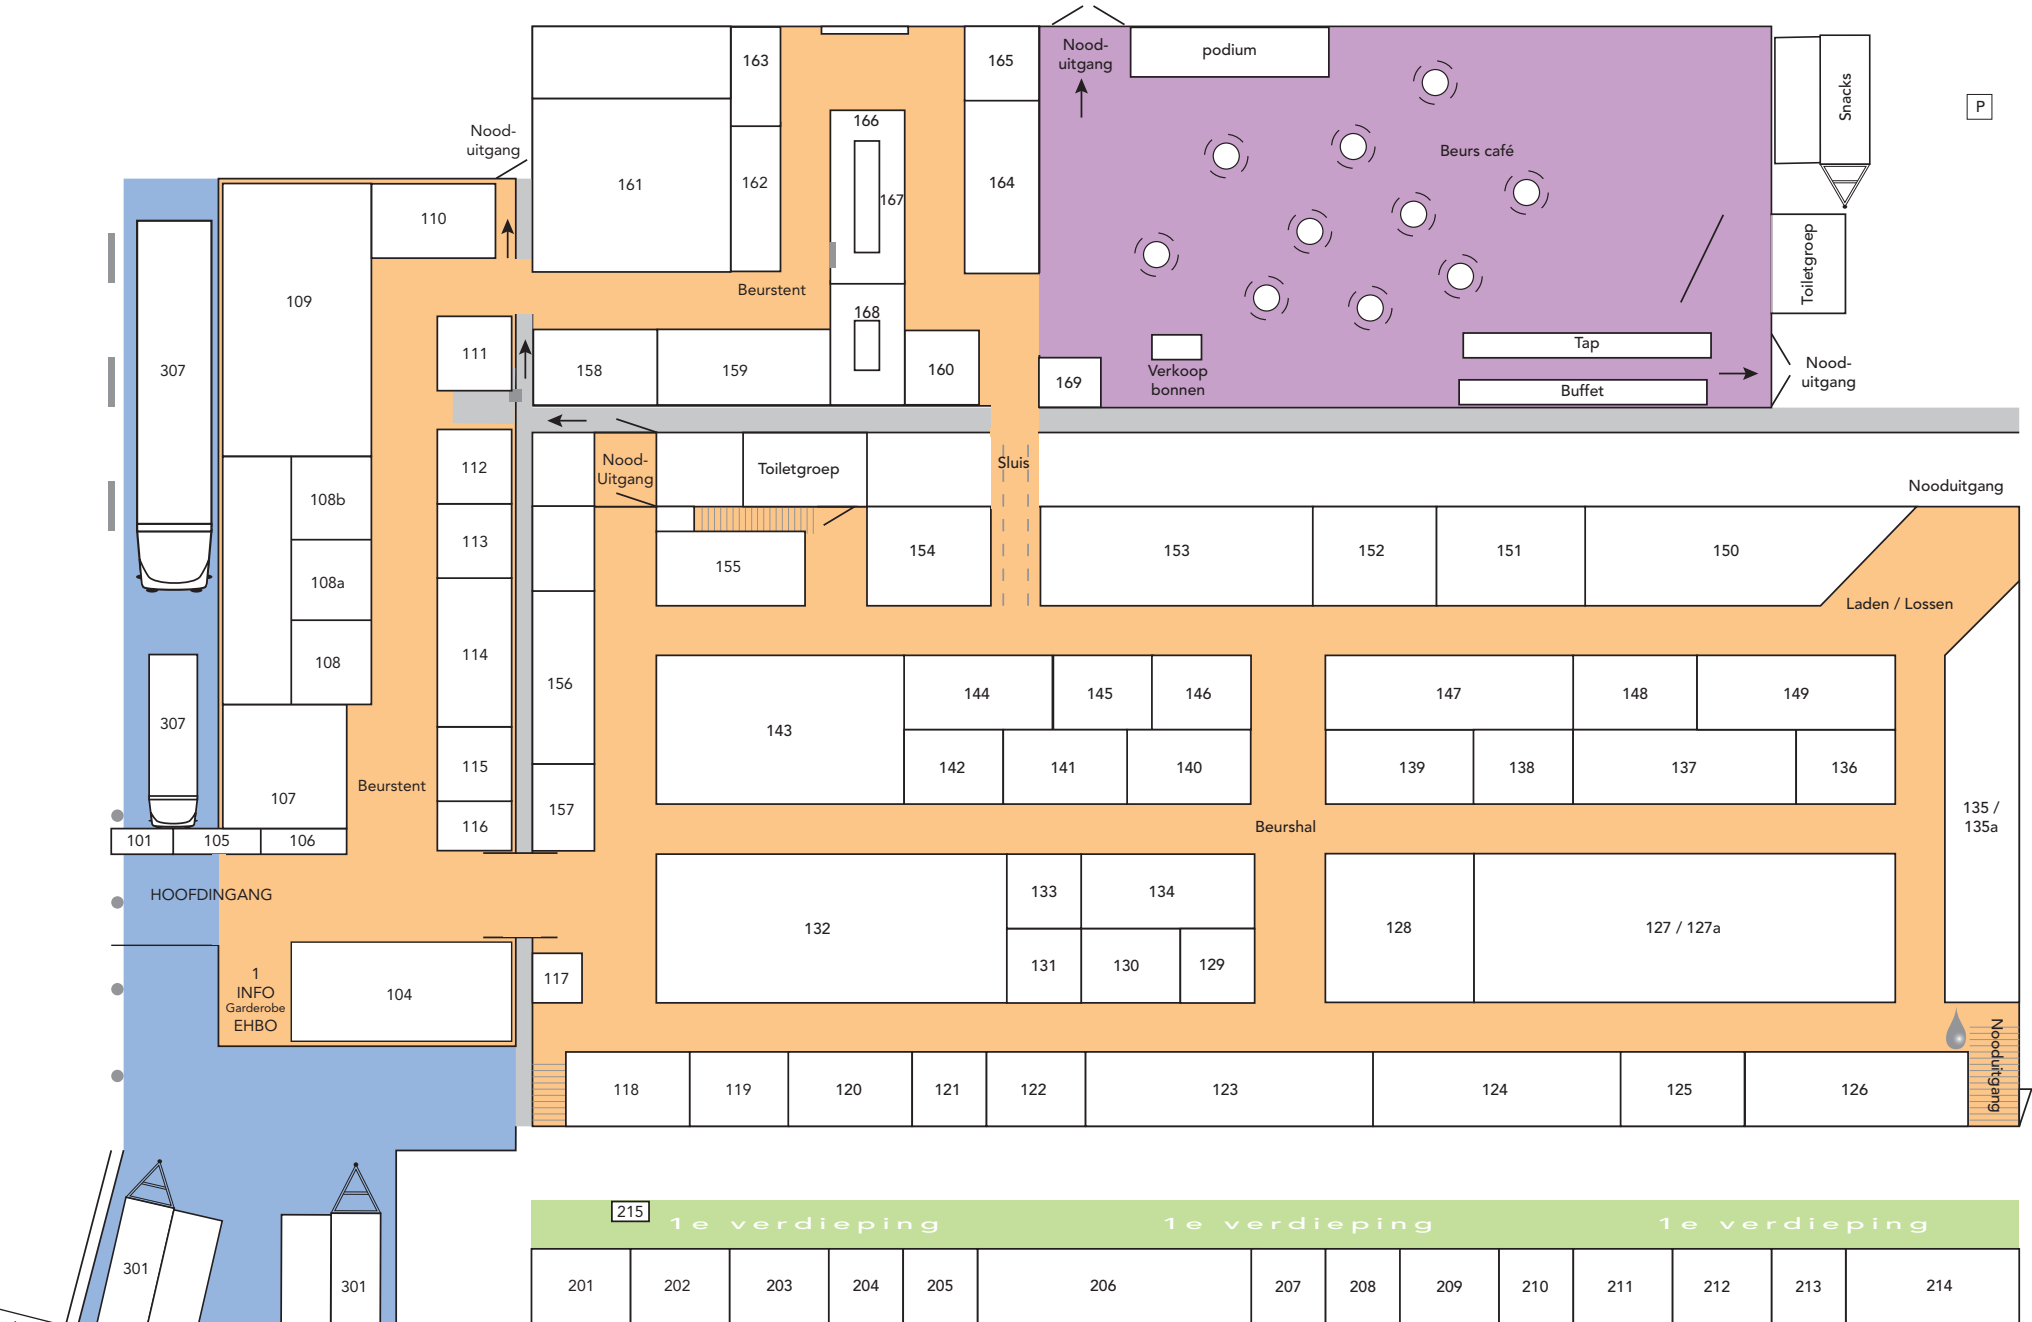 163
165
Nood-
uitgang
podium
Snacks
P
166
Nood-
uitgang
161
162
167
164
Beurs café
110
109
Beurstent
168
Toiletgroep
111
158
159
160
169
Verkoop
bonnen
Tap
Buffet
Nood-
uitgang
307
112
Nood-
Uitgang
Toiletgroep
Sluis
Nooduitgang
108b
113
155
154
153
152
151
150
108a
Laden / Lossen
108
114
156
143
144
145
146
147
148
149
307
115
142
141
140
139
138
137
136
107
Beurstent
157
116
Beurshal
135 /
135a
101
105
106
HOOFDINGANG
133
134
132
128
127 / 127a
131
130
129
1
INFO
Garderobe
EHBO
104
117
Nooduitgang
118
119
120
121
122
123
124
125
126
215
1e verdieping
1e verdieping
1e verdieping
301
301
201
202
203
204
205
206
207
208
209
210
211
212
213
214